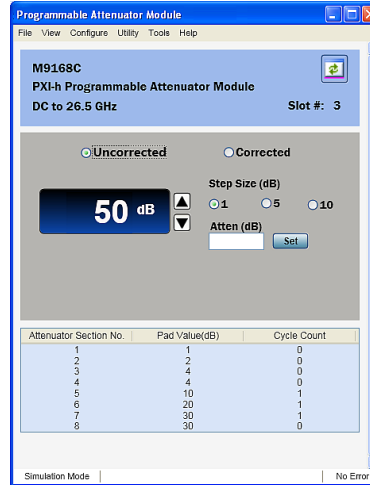 Programmable Attenuator Module
File View Configure Utility Tools Help
M9168C
PXI-h Programmable Attenuator Module
DC to 26.5 GHz Slot #: 3
Uncorrected Corrected
Step Size (dB)
50 dB 1 5 10
Atten (dB)
Set
Attenuator Section No. Pad Value(dB) Cycle Count
1 1 0
2 2 0
3 4 0
4 4 0
5 10 1
6 20 1
7 30 1
8 30 0
Simulation Mode No Error